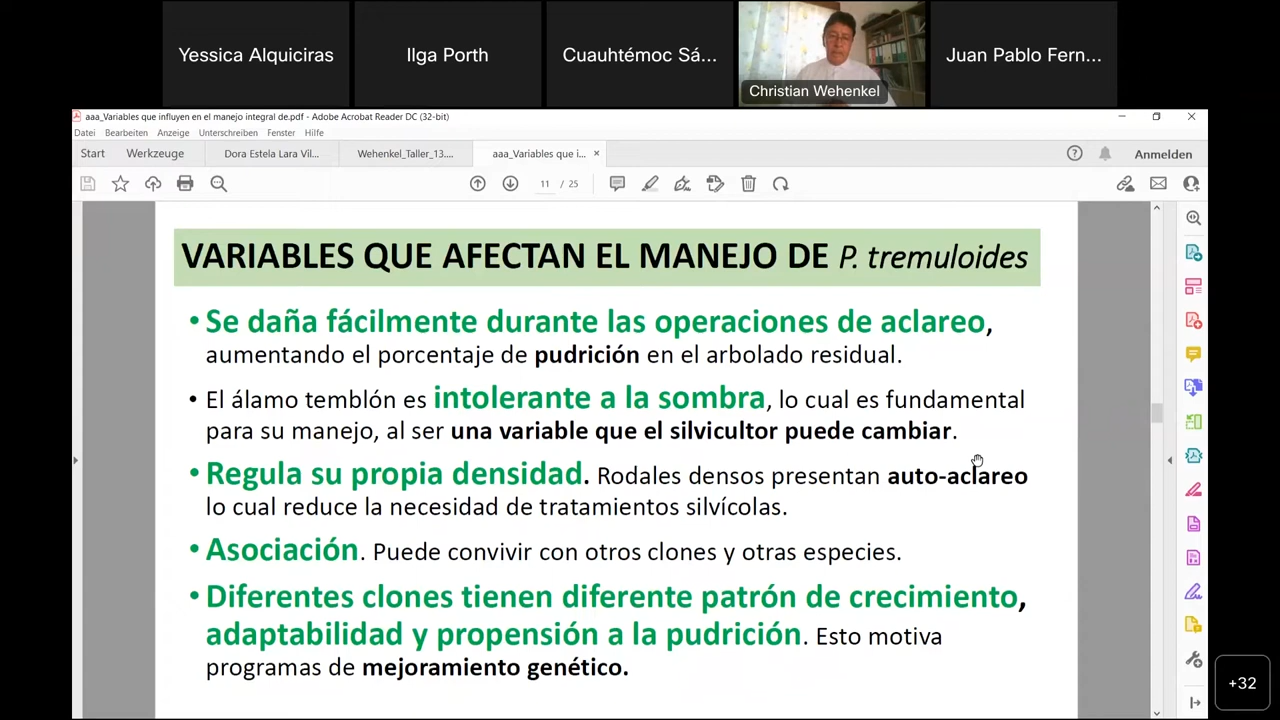 Yessica Alquiciras
Ilga Porth
Cuauhtémoc Sá...
Christian Wehenkel
Juan Pablo Fern...
aaa_Variables que influyen en el manejo integral de.pdf - Adobe Acrobat Reader DC (32-bit)
Datei Bearbeiten Anzeige Unterschreiben Fenster Hilfe
Start Werkzeuge Dora Estela Lara Vil... Wehenkel_Taller_13.... aaa_Variables que i... × Anmelden
11 / 25
VARIABLES QUE AFECTAN EL MANEJO DE P. tremuloides
• Se daña fácilmente durante las operaciones de aclareo,
aumentando el porcentaje de pudrición en el arbolado residual.
• El álamo temblón es intolerante a la sombra, lo cual es fundamental
para su manejo, al ser una variable que el silvicultor puede cambiar.
• Regula su propia densidad. Rodales densos presentan auto-aclareo
lo cual reduce la necesidad de tratamientos silvícolas.
• Asociación. Puede convivir con otros clones y otras especies.
• Diferentes clones tienen diferente patrón de crecimiento,
adaptabilidad y propensión a la pudrición. Esto motiva
programas de mejoramiento genético.
+32